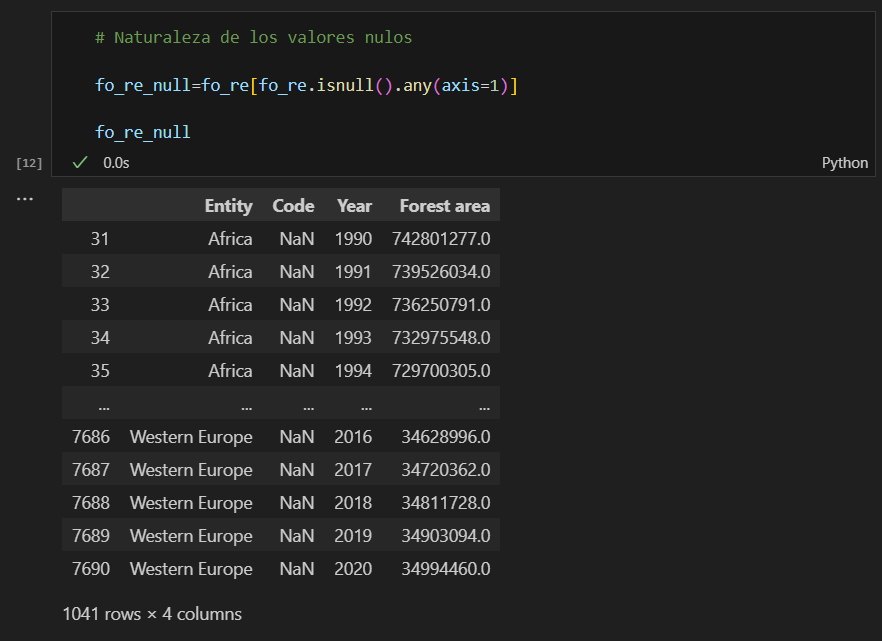 # Naturaleza de los valores nulos
fo_re_null=fo_re[fo_re.isnull().any(axis=1)]
fo_re_null
[12] ✓ 0.0s Python
...
Entity Code Year Forest area
31 Africa NaN 1990 742801277.0
32 Africa NaN 1991 739526034.0
33 Africa NaN 1992 736250791.0
34 Africa NaN 1993 732975548.0
35 Africa NaN 1994 729700305.0
... ... ... ... ...
7686 Western Europe NaN 2016 34628996.0
7687 Western Europe NaN 2017 34720362.0
7688 Western Europe NaN 2018 34811728.0
7689 Western Europe NaN 2019 34903094.0
7690 Western Europe NaN 2020 34994460.0
1041 rows × 4 columns